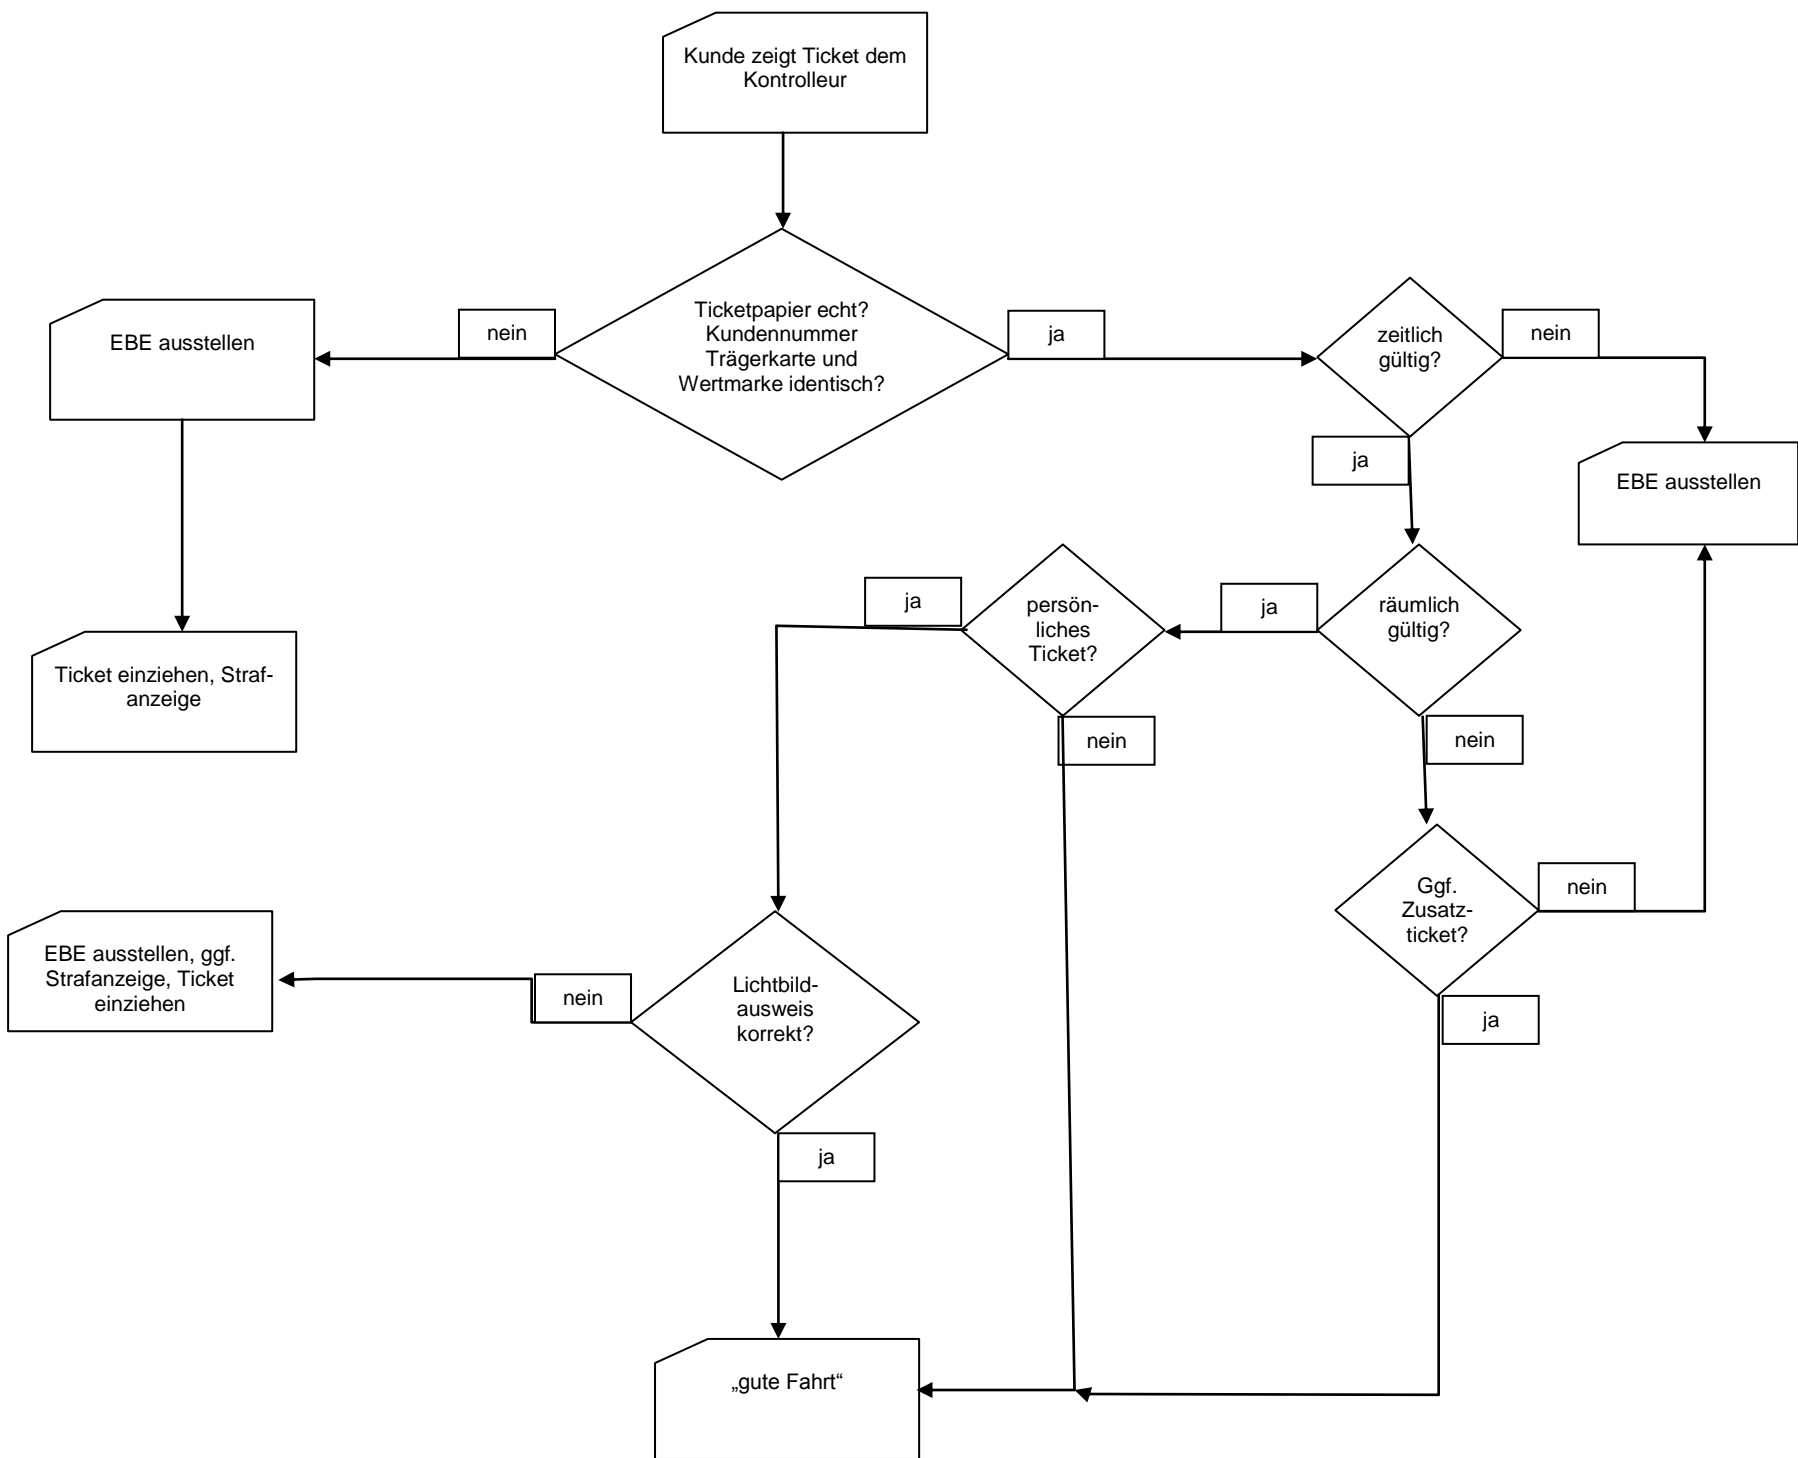 Kunde zeigt Ticket dem
Kontrolleur
Ticketpapier echt?
Kundennummer
Trägerkarte und
Wertmarke identisch?
nein
ja
EBE ausstellen
zeitlich
gültig?
nein
ja
EBE ausstellen
räumlich
gültig?
ja
nein
persön-
liches
Ticket?
ja
nein
Ticket einziehen, Straf-
anzeige
Ggf.
Zusatz-
ticket?
nein
ja
Lichtbild-
ausweis
korrekt?
nein
ja
EBE ausstellen, ggf.
Strafanzeige, Ticket
einziehen
„gute Fahrt“